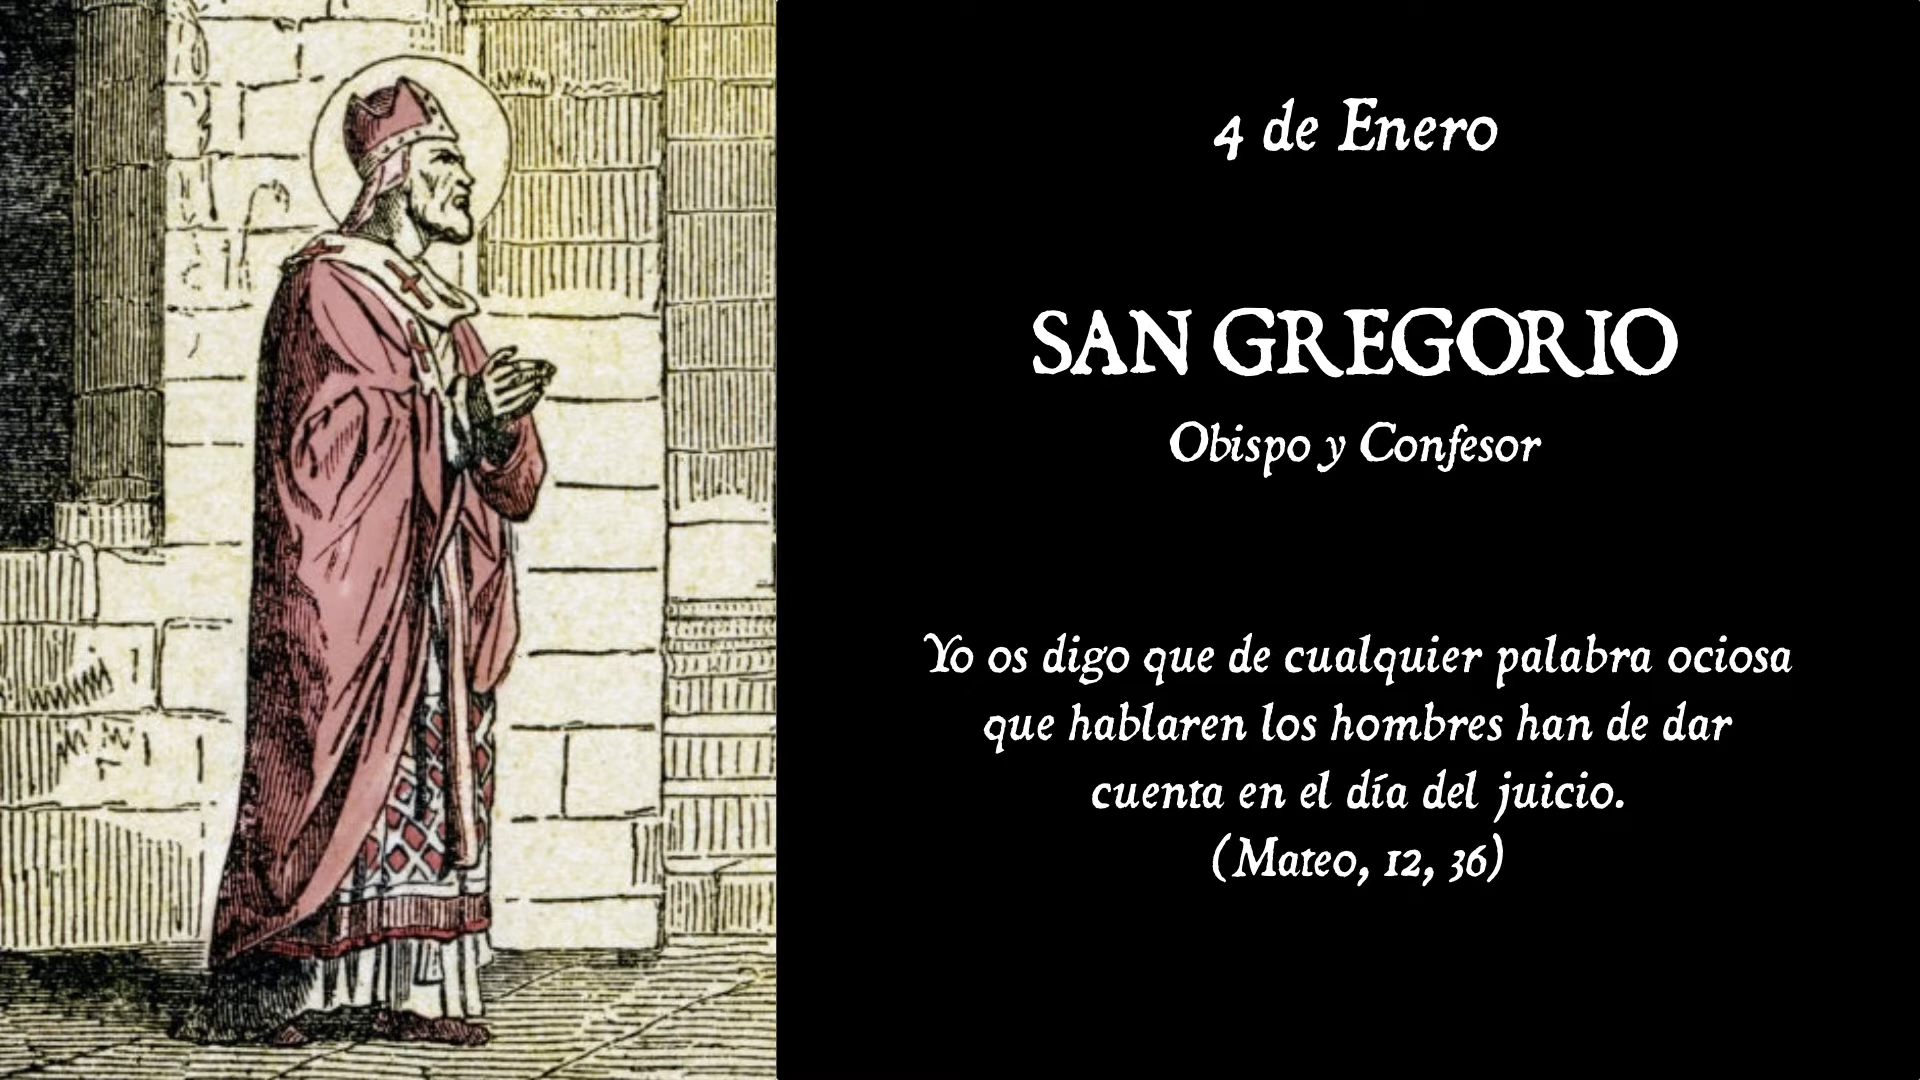 4 de Enero
SAN GREGORIO
Obispo y Confesor
Yo os digo que de cualquier palabra ociosa
que hablaren los hombres han de dar
cuenta en el día del juicio.
(Mateo, 12, 36)